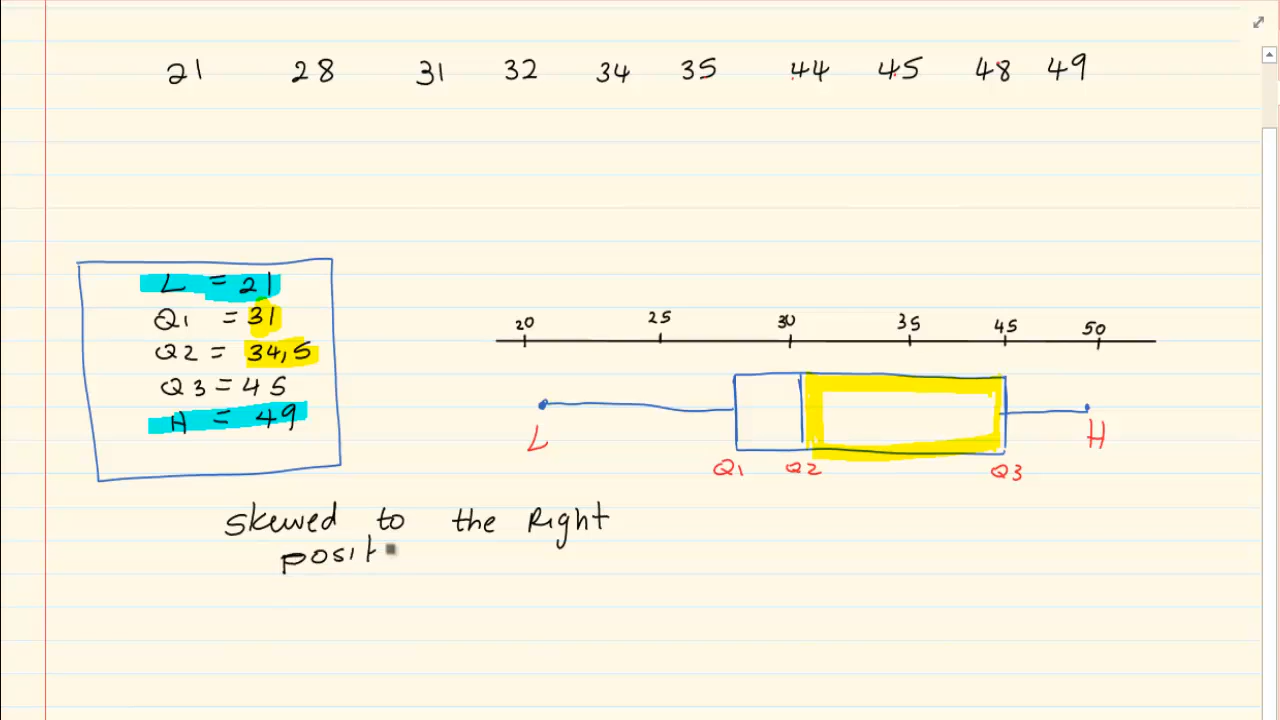 21 28 31 32 34 35 44 45 48 49
L = 21
Q1 = 31
Q2 = 34,5
Q3 = 45
H = 49
20 25 30 35 45 50
L H
Q1 Q2 Q3
Skewed to the Right
posit